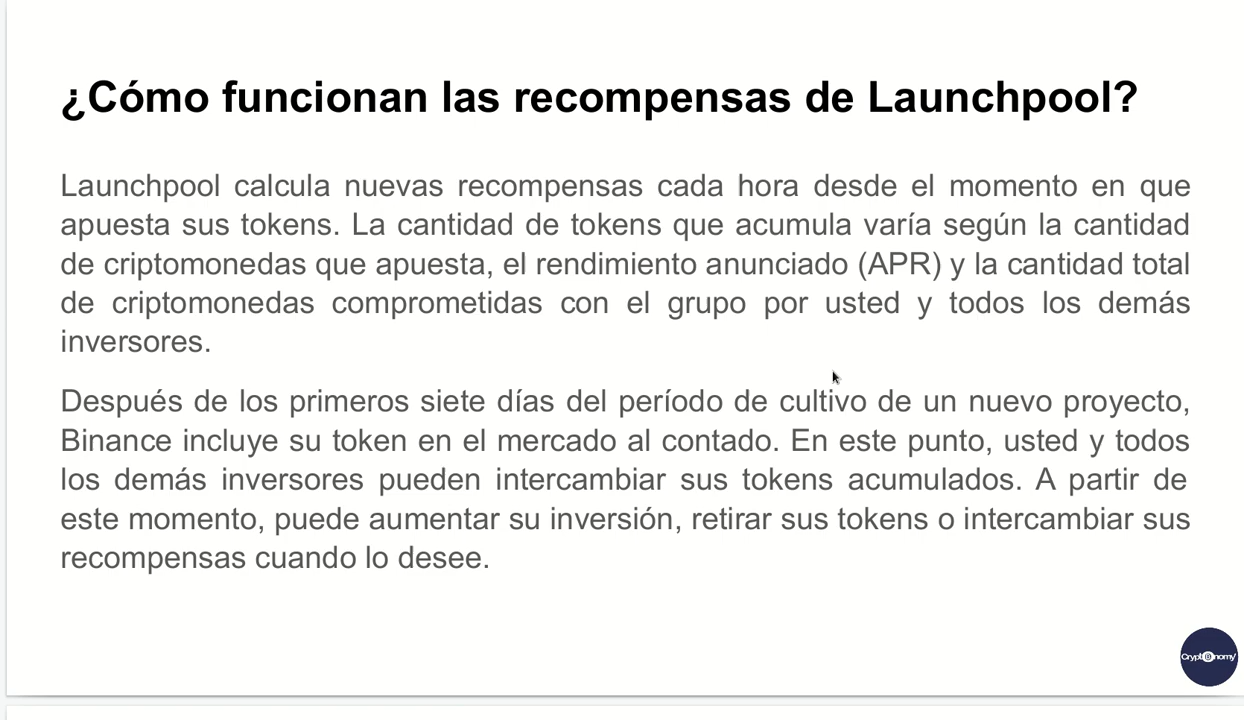 ¿Cómo funcionan las recompensas de Launchpool?
Launchpool calcula nuevas recompensas cada hora desde el momento en que
apuesta sus tokens. La cantidad de tokens que acumula varía según la cantidad
de criptomonedas que apuesta, el rendimiento anunciado (APR) y la cantidad total
de criptomonedas comprometidas con el grupo por usted y todos los demás
inversores.
Después de los primeros siete días del período de cultivo de un nuevo proyecto,
Binance incluye su token en el mercado al contado. En este punto, usted y todos
los demás inversores pueden intercambiar sus tokens acumulados. A partir de
este momento, puede aumentar su inversión, retirar sus tokens o intercambiar sus
recompensas cuando lo desee.
Crypt₿nomy